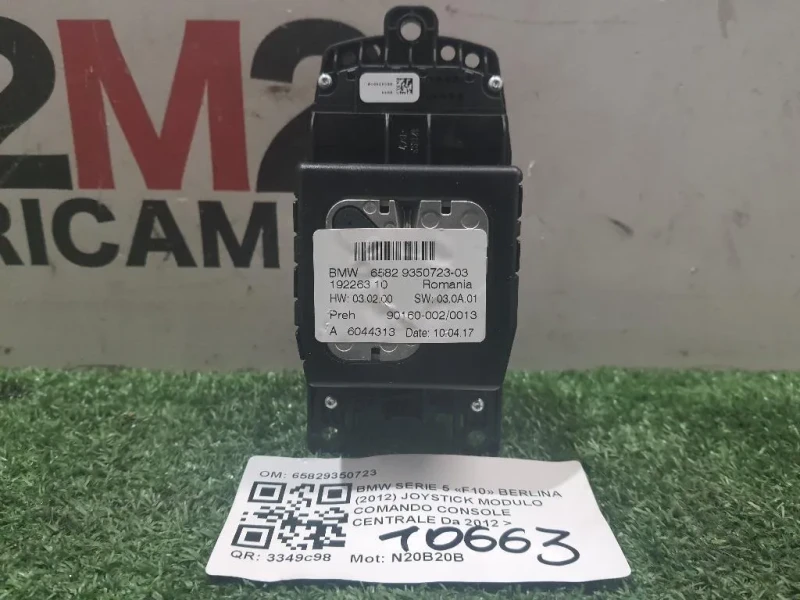 2M2
RICAM
BMW 6582 9350723-03
192263 10 Romania
HW: 03.02.00 SW: 03.0A.01
Preh 90160-002/0013
A 6044313 Date: 10.04.17
OM: 65829350723
BMW SERIE 5 «F10» BERLINA
(2012) JOYSTICK MODULO
COMANDO CONSOLE
CENTRALE Da 2012 >
10663
QR: 3349c98 Mot: N20B20B